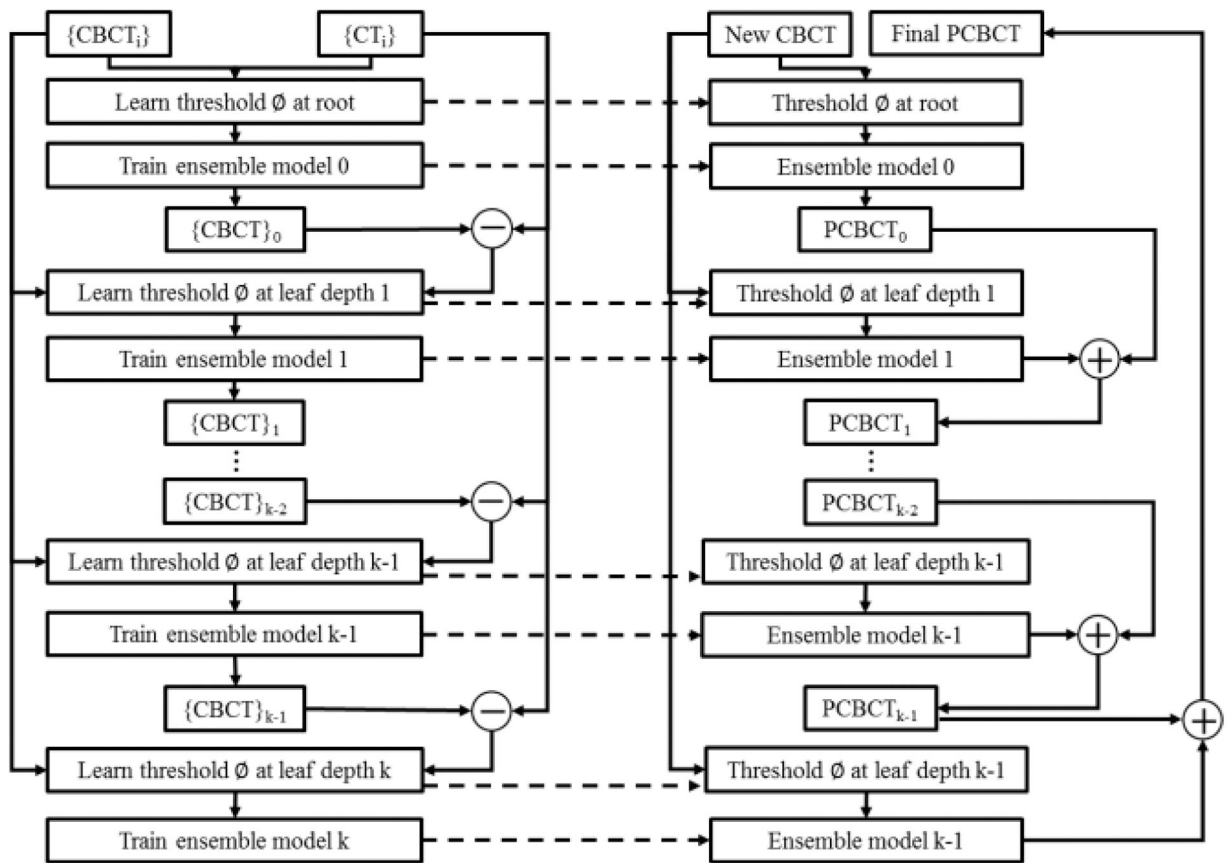 {CBCTᵢ}
{CTᵢ}
Learn threshold ∅ at root
Train ensemble model 0
{CBCT}₀
−
Learn threshold ∅ at leaf depth 1
Train ensemble model 1
{CBCT}₁
⋮
{CBCT}ₖ₋₂
−
Learn threshold ∅ at leaf depth k-1
Train ensemble model k-1
{CBCT}ₖ₋₁
−
Learn threshold ∅ at leaf depth k
Train ensemble model k
New CBCT
Final PCBCT
Threshold ∅ at root
Ensemble model 0
PCBCT₀
Threshold ∅ at leaf depth 1
Ensemble model 1
+
PCBCT₁
⋮
PCBCTₖ₋₂
Threshold ∅ at leaf depth k-1
Ensemble model k-1
+
PCBCTₖ₋₁
+
Threshold ∅ at leaf depth k-1
Ensemble model k-1